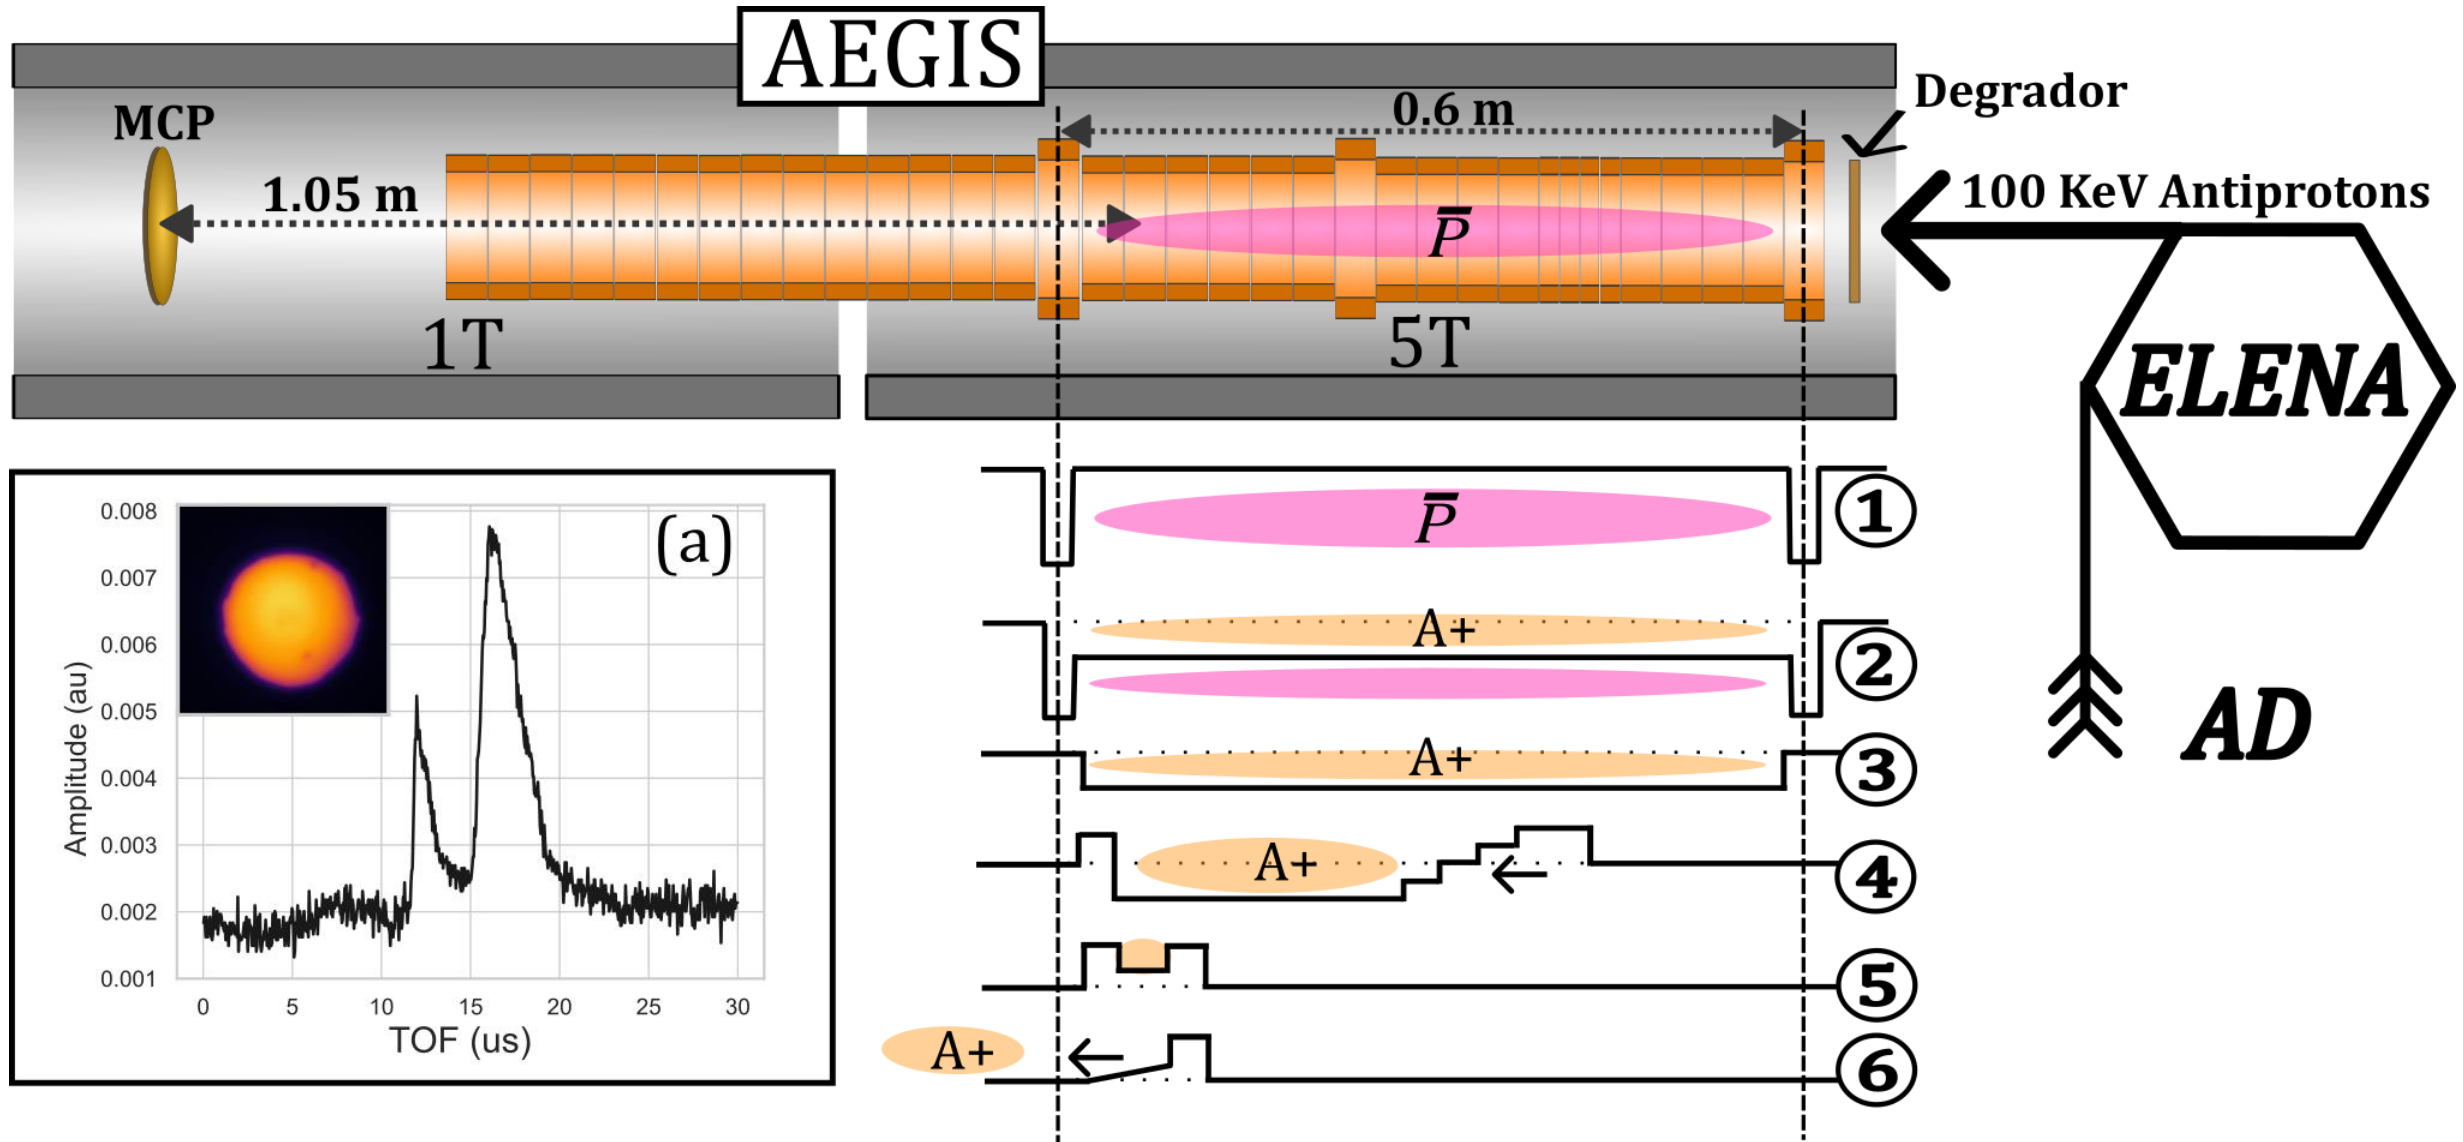 AEGIS
MCP
1.05 m
0.6 m
Degrador
100 KeV Antiprotons
P̅
1T
5T
ELENA
AD
P̅
1
A+
2
A+
3
A+
4
5
A+
6
(a)
0.008
0.007
0.006
0.005
0.004
0.003
0.002
0.001
Amplitude (au)
0 5 10 15 20 25 30
TOF (us)